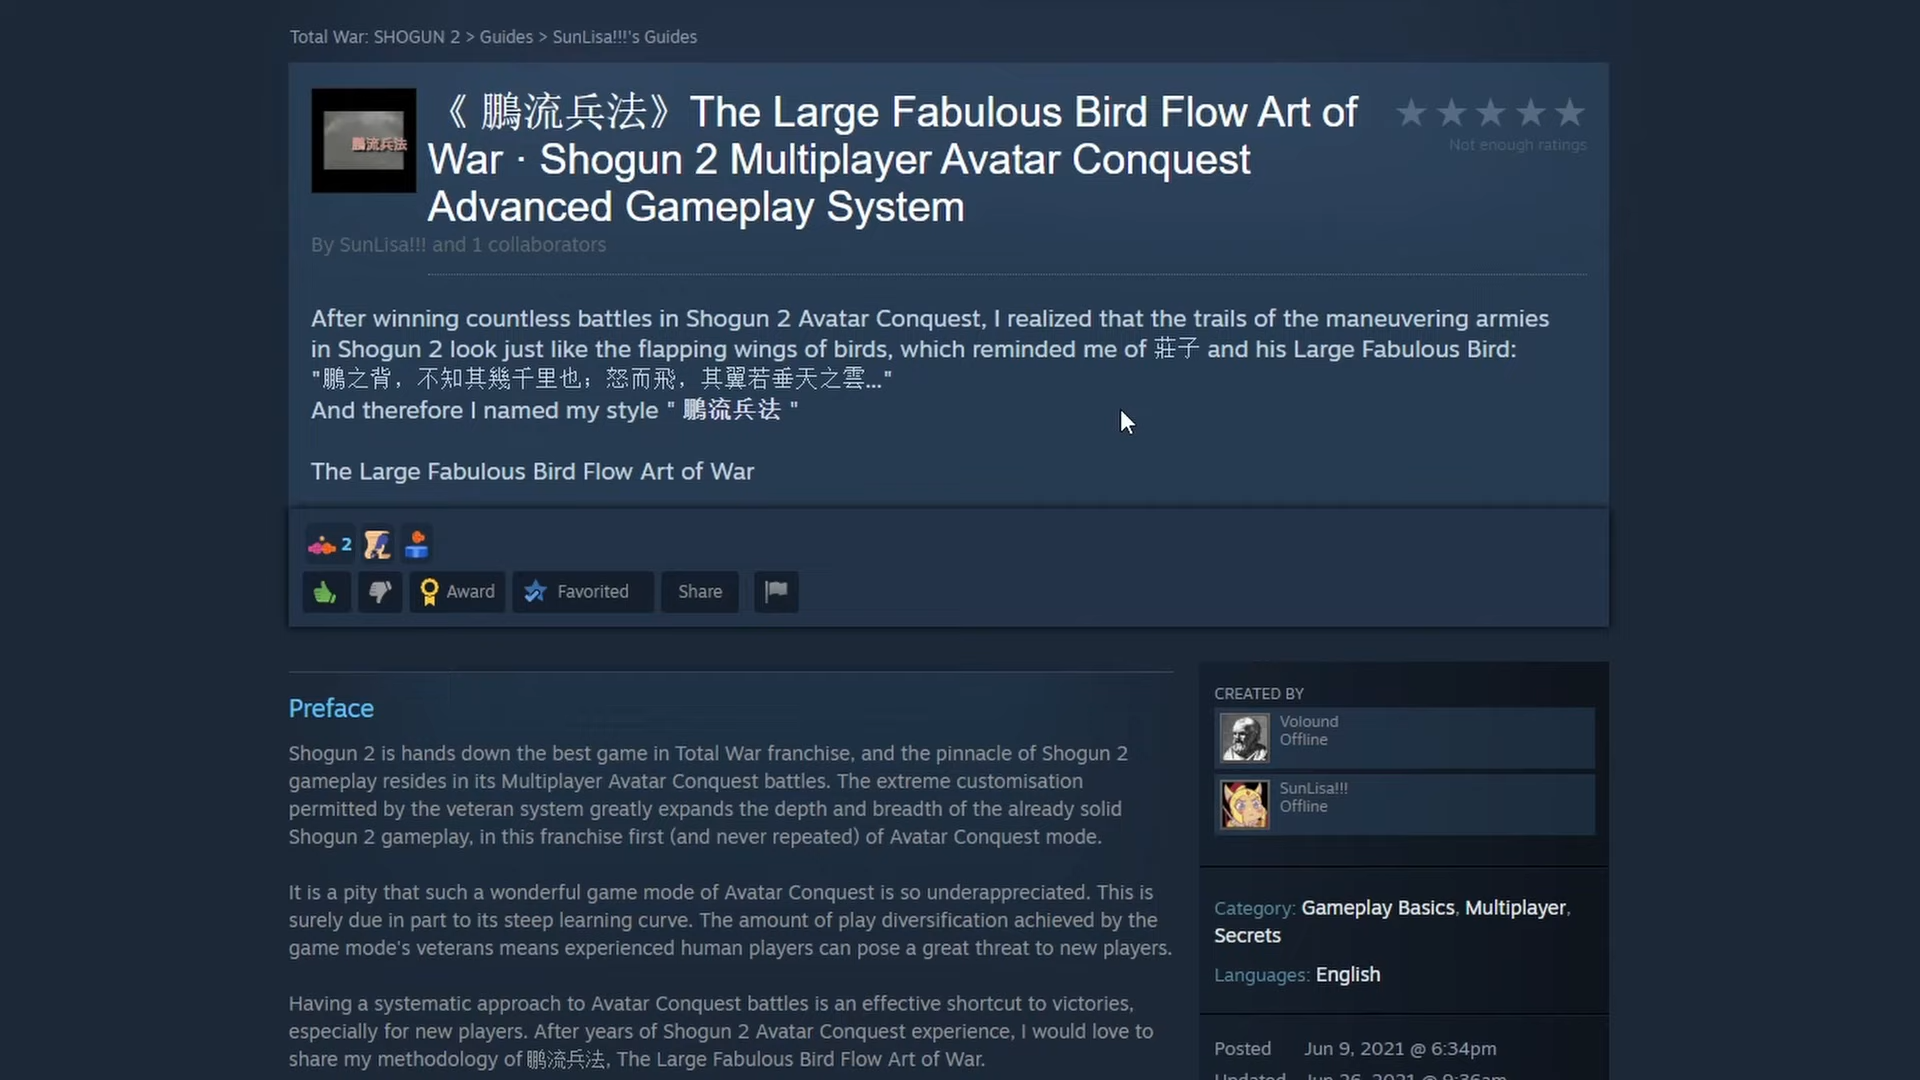 Total War: SHOGUN 2 > Guides > SunLisa!!!'s Guides
《 鵬流兵法》The Large Fabulous Bird Flow Art of
War · Shogun 2 Multiplayer Avatar Conquest
Advanced Gameplay System
鵬流兵法
Not enough ratings
By SunLisa!!! and 1 collaborators
After winning countless battles in Shogun 2 Avatar Conquest, I realized that the trails of the maneuvering armies
in Shogun 2 look just like the flapping wings of birds, which reminded me of 莊子 and his Large Fabulous Bird:
"鵬之背，不知其幾千里也；怒而飛，其翼若垂天之雲..."
And therefore I named my style " 鵬流兵法 "
The Large Fabulous Bird Flow Art of War
2
Award
Favorited
Share
Preface
Shogun 2 is hands down the best game in Total War franchise, and the pinnacle of Shogun 2
gameplay resides in its Multiplayer Avatar Conquest battles. The extreme customisation
permitted by the veteran system greatly expands the depth and breadth of the already solid
Shogun 2 gameplay, in this franchise first (and never repeated) of Avatar Conquest mode.
It is a pity that such a wonderful game mode of Avatar Conquest is so underappreciated. This is
surely due in part to its steep learning curve. The amount of play diversification achieved by the
game mode's veterans means experienced human players can pose a great threat to new players.
Having a systematic approach to Avatar Conquest battles is an effective shortcut to victories,
especially for new players. After years of Shogun 2 Avatar Conquest experience, I would love to
share my methodology of 鹏流兵法, The Large Fabulous Bird Flow Art of War.
CREATED BY
Volound
Offline
SunLisa!!!
Offline
Category: Gameplay Basics, Multiplayer,
Secrets
Languages: English
Posted Jun 9, 2021 @ 6:34pm
Updated Jun 26, 2021 @ 9:36am